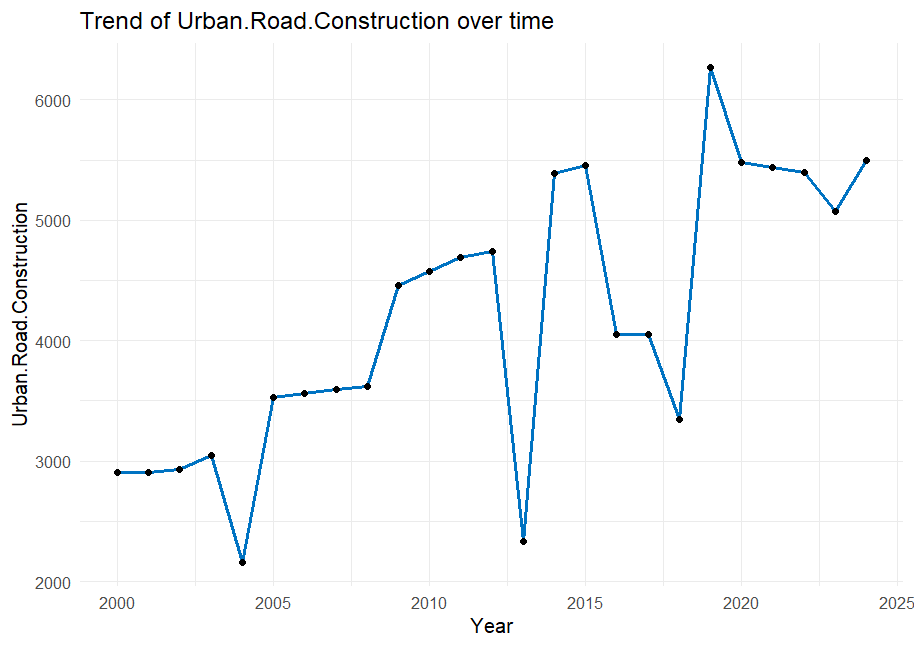 Trend of Urban.Road.Construction over time
Urban.Road.Construction
6000
5000
4000
3000
2000
2000 2005 2010 2015 2020 2025
Year